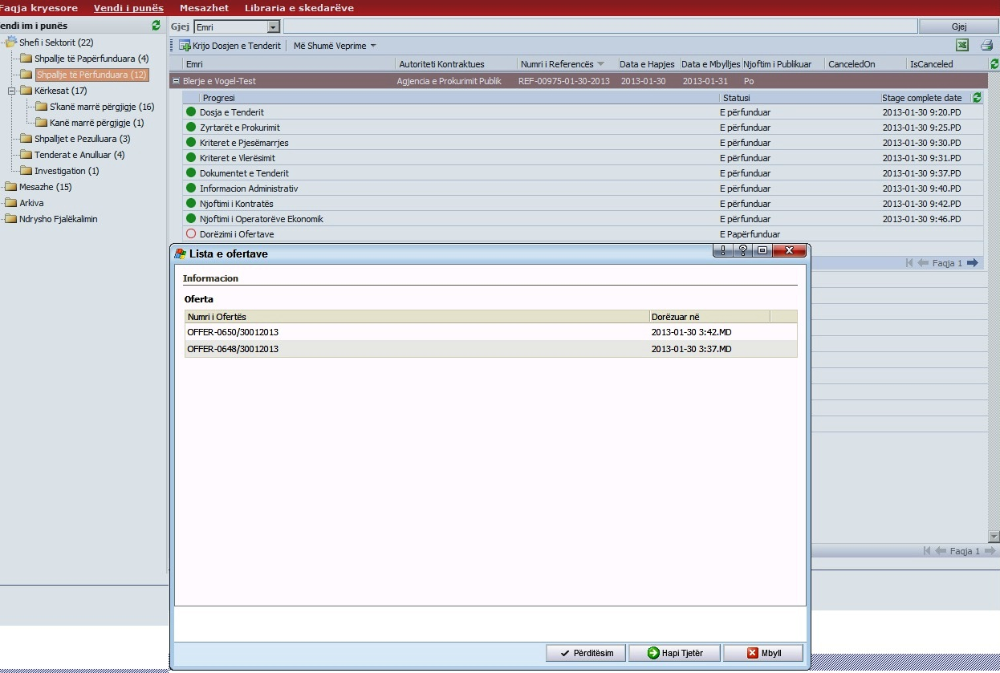 Faqja kryesore Vendi i punës Mesazhet Libraria e skedarëve
endi im i punës
Shefi i Sektorit (22)
Shpallje të Papërfunduara (4)
Shpallje të Përfunduara (12)
Kërkesat (17)
S'kanë marrë përgjigje (16)
Kanë marrë përgjigje (1)
Shpalljet e Pezulluara (3)
Tenderat e Anulluar (4)
Investigation (1)
Mesazhe (15)
Arkiva
Ndrysho Fjalëkalimin
Gjej Emri Gjej
Krijo Dosjen e Tenderit Më Shumë Veprime
Emri Autoriteti Kontraktues Numri i Referencës Data e Hapjes Data e Mbylljes Njoftim i Publikuar CanceledOn IsCanceled
Blerje e Vogel-Test Agjencia e Prokurimit Publik REF-00975-01-30-2013 2013-01-30 2013-01-31 Po
Progresi Statusi Stage complete date
Dosja e Tenderit E përfunduar 2013-01-30 9:20.PD
Zyrtarët e Prokurimit E përfunduar 2013-01-30 9:25.PD
Kriteret e Pjesëmarrjes E përfunduar 2013-01-30 9:30.PD
Kriteret e Vlerësimit E përfunduar 2013-01-30 9:31.PD
Dokumentet e Tenderit E përfunduar 2013-01-30 9:37.PD
Informacion Administrativ E përfunduar 2013-01-30 9:40.PD
Njoftimi i Kontratës E përfunduar 2013-01-30 9:42.PD
Njoftimi i Operatorëve Ekonomik E përfunduar 2013-01-30 9:46.PD
Dorëzimi i Ofertave E Papërfunduar
Faqja 1
Lista e ofertave
Informacion
Oferta
Numri i Ofertës Dorëzuar në
OFFER-0650/30012013 2013-01-30 3:42.MD
OFFER-0648/30012013 2013-01-30 3:37.MD
Faqja 1
Përditësim Hapi Tjetër Mbyll